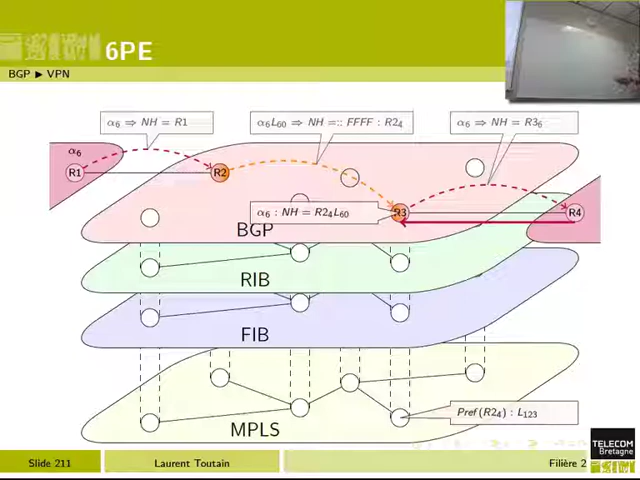 6PE
BGP ▶ VPN
α₆ ⇒ NH = R1
α₆L₆₀ ⇒ NH =:: FFFF : R2₄
α₆ ⇒ NH = R3₆
α₆
R1
R2
α₆ : NH = R2₄L₆₀
R3
R4
BGP
RIB
FIB
Pref(R2₄) : L₁₂₃
MPLS
TELECOM
Bretagne
Slide 211
Laurent Toutain
Filière 2